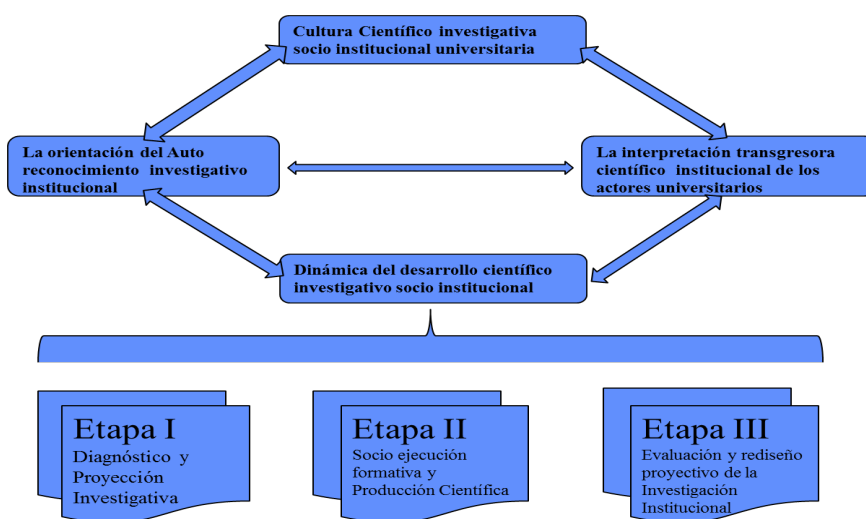 Cultura Científico investigativa
socio institucional universitaria
La orientación del Auto
reconocimiento investigativo
institucional
La interpretación transgresora
científico institucional de los
actores universitarios
Dinámica del desarrollo científico
investigativo socio institucional
Etapa I
Diagnóstico y
Proyección
Investigativa
Etapa II
Socio ejecución
formativa y
Producción Científica
Etapa III
Evaluación y rediseño
proyectivo de la
Investigación
Institucional